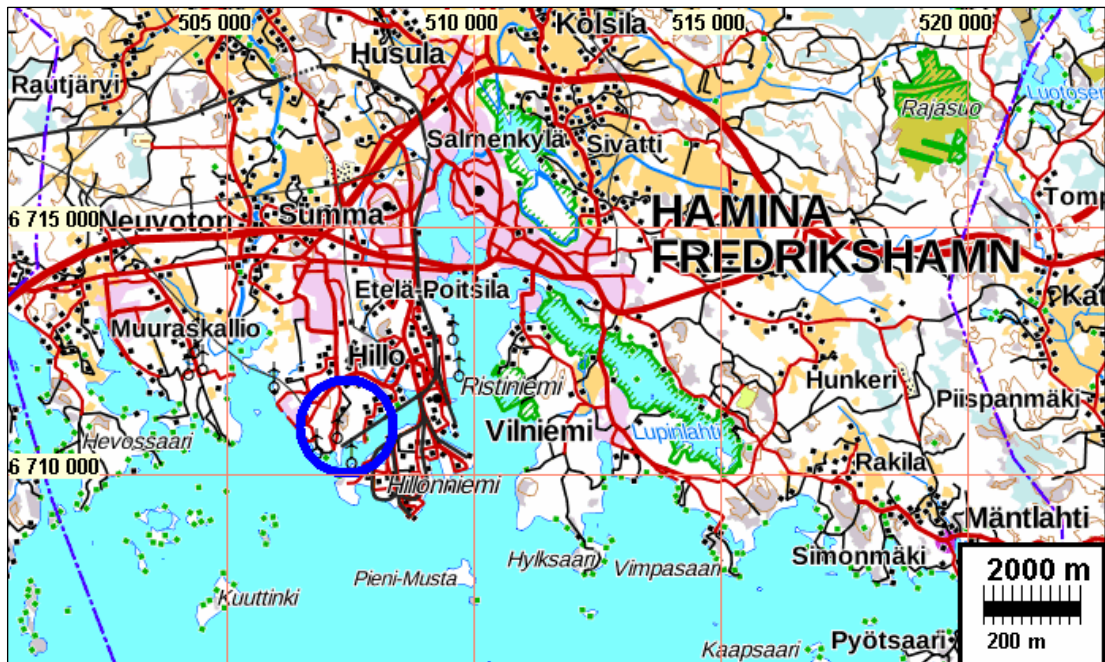 505 000
510 000
515 000
520 000
Kolsila
Husula
Rautjärvi
Luotosen
Rajasuo
Salmenkylä
Sivatti
Tomp
6 715 000
Neuvoton
Summa
HAMINA
FREDRIKSHAMN
Etelä-Poitsila
Kat
Muuraskallio
Hillo
Ristiniemi
Hunkeri
Piispanmäki
Hevossaari
Vilniemi
Lupinlahti
6 710 000
Rakila
Hillonniemi
Mäntlahti
Hylksaari
Vimpasaari
Simonmäki
2000 m
Pieni-Musta
Kuuttinki
200 m
Kaapsaari
Pyötsaari